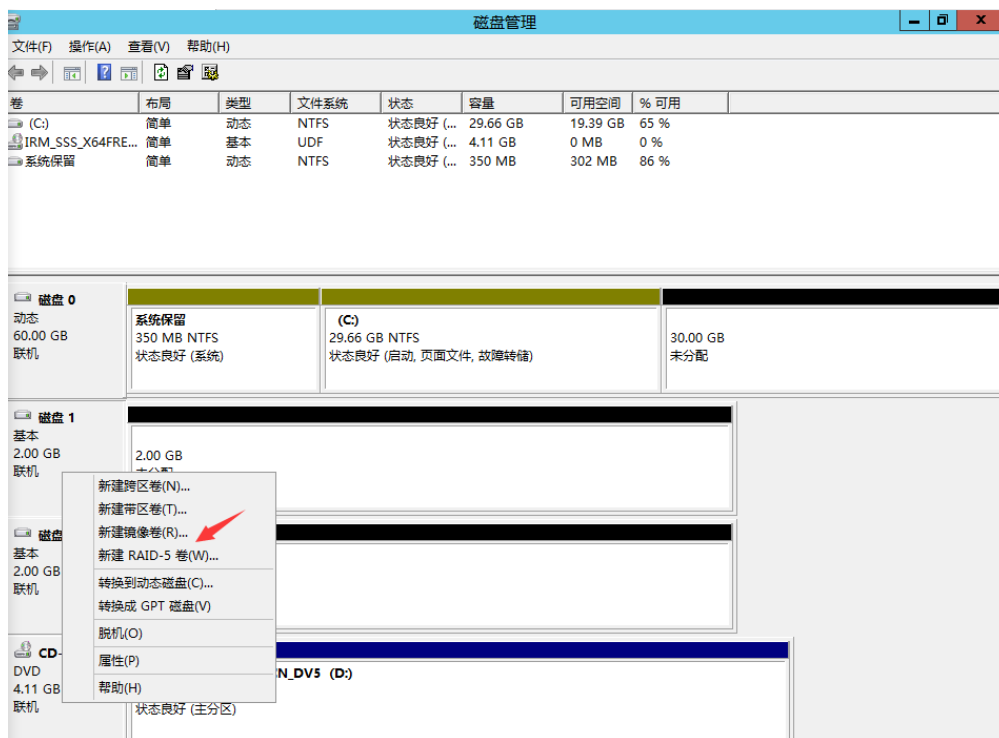 磁盘管理
文件(F) 操作(A) 查看(V) 帮助(H)
卷 布局 类型 文件系统 状态 容量 可用空间 % 可用
(C:) 简单 动态 NTFS 状态良好 (... 29.66 GB 19.39 GB 65 %
IRM_SSS_X64FRE... 简单 基本 UDF 状态良好 (... 4.11 GB 0 MB 0 %
系统保留 简单 动态 NTFS 状态良好 (... 350 MB 302 MB 86 %
磁盘 0
动态
60.00 GB
联机
系统保留
350 MB NTFS
状态良好 (系统)
(C:)
29.66 GB NTFS
状态良好 (启动, 页面文件, 故障转储)
30.00 GB
未分配
磁盘 1
基本
2.00 GB
联机
2.00 GB
未分配
新建跨区卷(N)...
新建带区卷(T)...
新建镜像卷(R)...
新建 RAID-5 卷(W)...
转换到动态磁盘(C)...
转换成 GPT 磁盘(V)
脱机(O)
属性(P)
帮助(H)
磁盘
基本
2.00 GB
联机
CD-
DVD
4.11 GB
联机
N_DV5 (D:)
状态良好 (主分区)